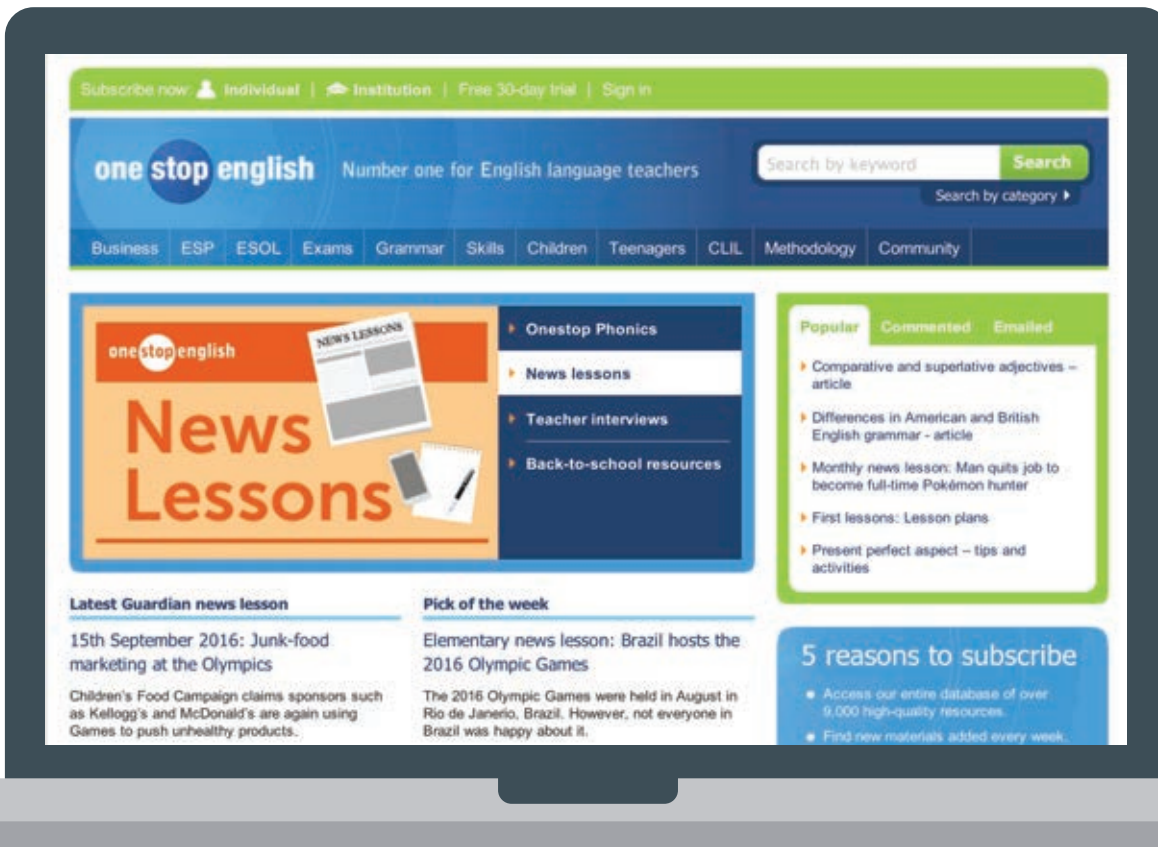 Subscribe now Individual | Institution | Free 30-day trial | Sign in
one stop english Number one for English language teachers
Search by keyword Search
Search by category
Business ESP ESOL Exams Grammar Skills Children Teenagers CLIL Methodology Community
one stop english
NEWS LESSONS
News
Lessons
Onestop Phonics
News lessons
Teacher interviews
Back-to-school resources
Popular Commented Emailed
Comparative and superlative adjectives –
article
Differences in American and British
English grammar - article
Monthly news lesson: Man quits job to
become full-time Pokémon hunter
First lessons: Lesson plans
Present perfect aspect – tips and
activities
Latest Guardian news lesson
15th September 2016: Junk-food
marketing at the Olympics
Children's Food Campaign claims sponsors such
as Kellogg's and McDonald's are again using
Games to push unhealthy products.
Pick of the week
Elementary news lesson: Brazil hosts the
2016 Olympic Games
The 2016 Olympic Games were held in August in
Rio de Janerio, Brazil. However, not everyone in
Brazil was happy about it.
5 reasons to subscribe
Access our entire database of over
9,000 high-quality resources.
Find new materials added every week.